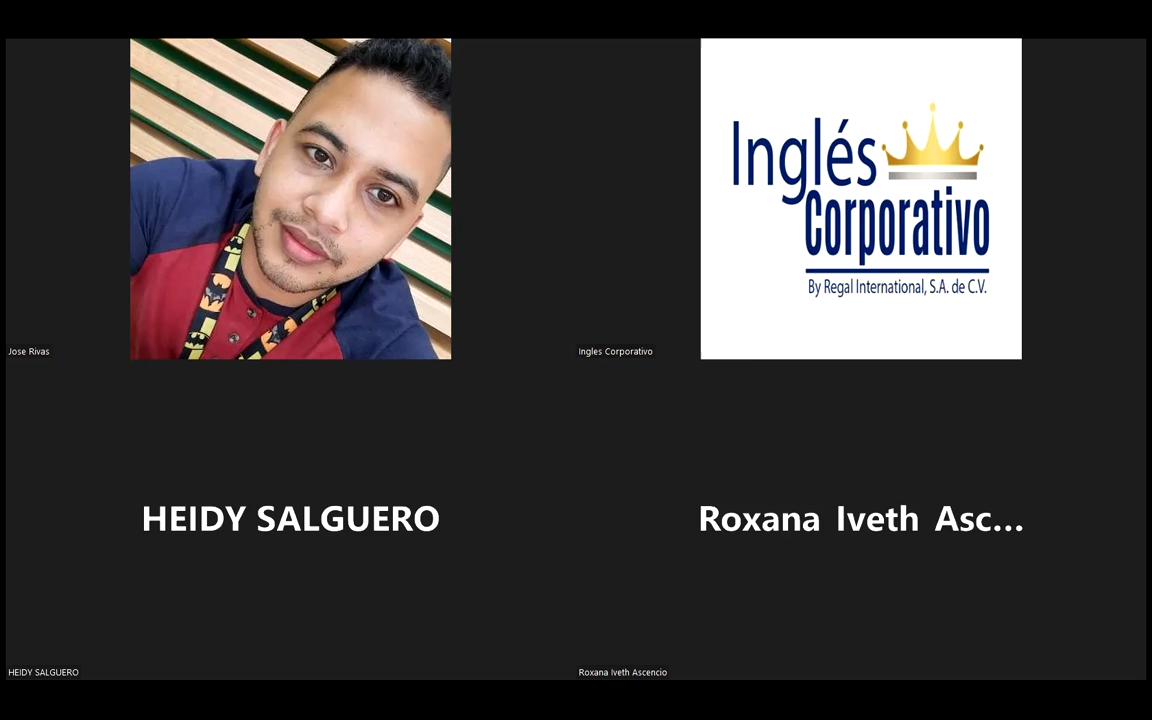 Inglés
Corporativo
By Regal International, S.A. de C.V.
Jose Rivas
Ingles Corporativo
HEIDY SALGUERO
Roxana Iveth Asc...
HEIDY SALGUERO
Roxana Iveth Ascencio